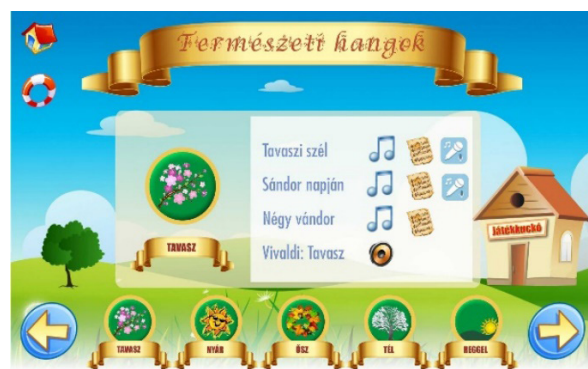 Természeti hangok
Tavaszi szél
Sándor napján
Négy vándor
Vivaldi: Tavasz
TAVASZ
Játékkuckó
TAVASZ
NYÁR
ŐSZ
TÉL
REGGEL